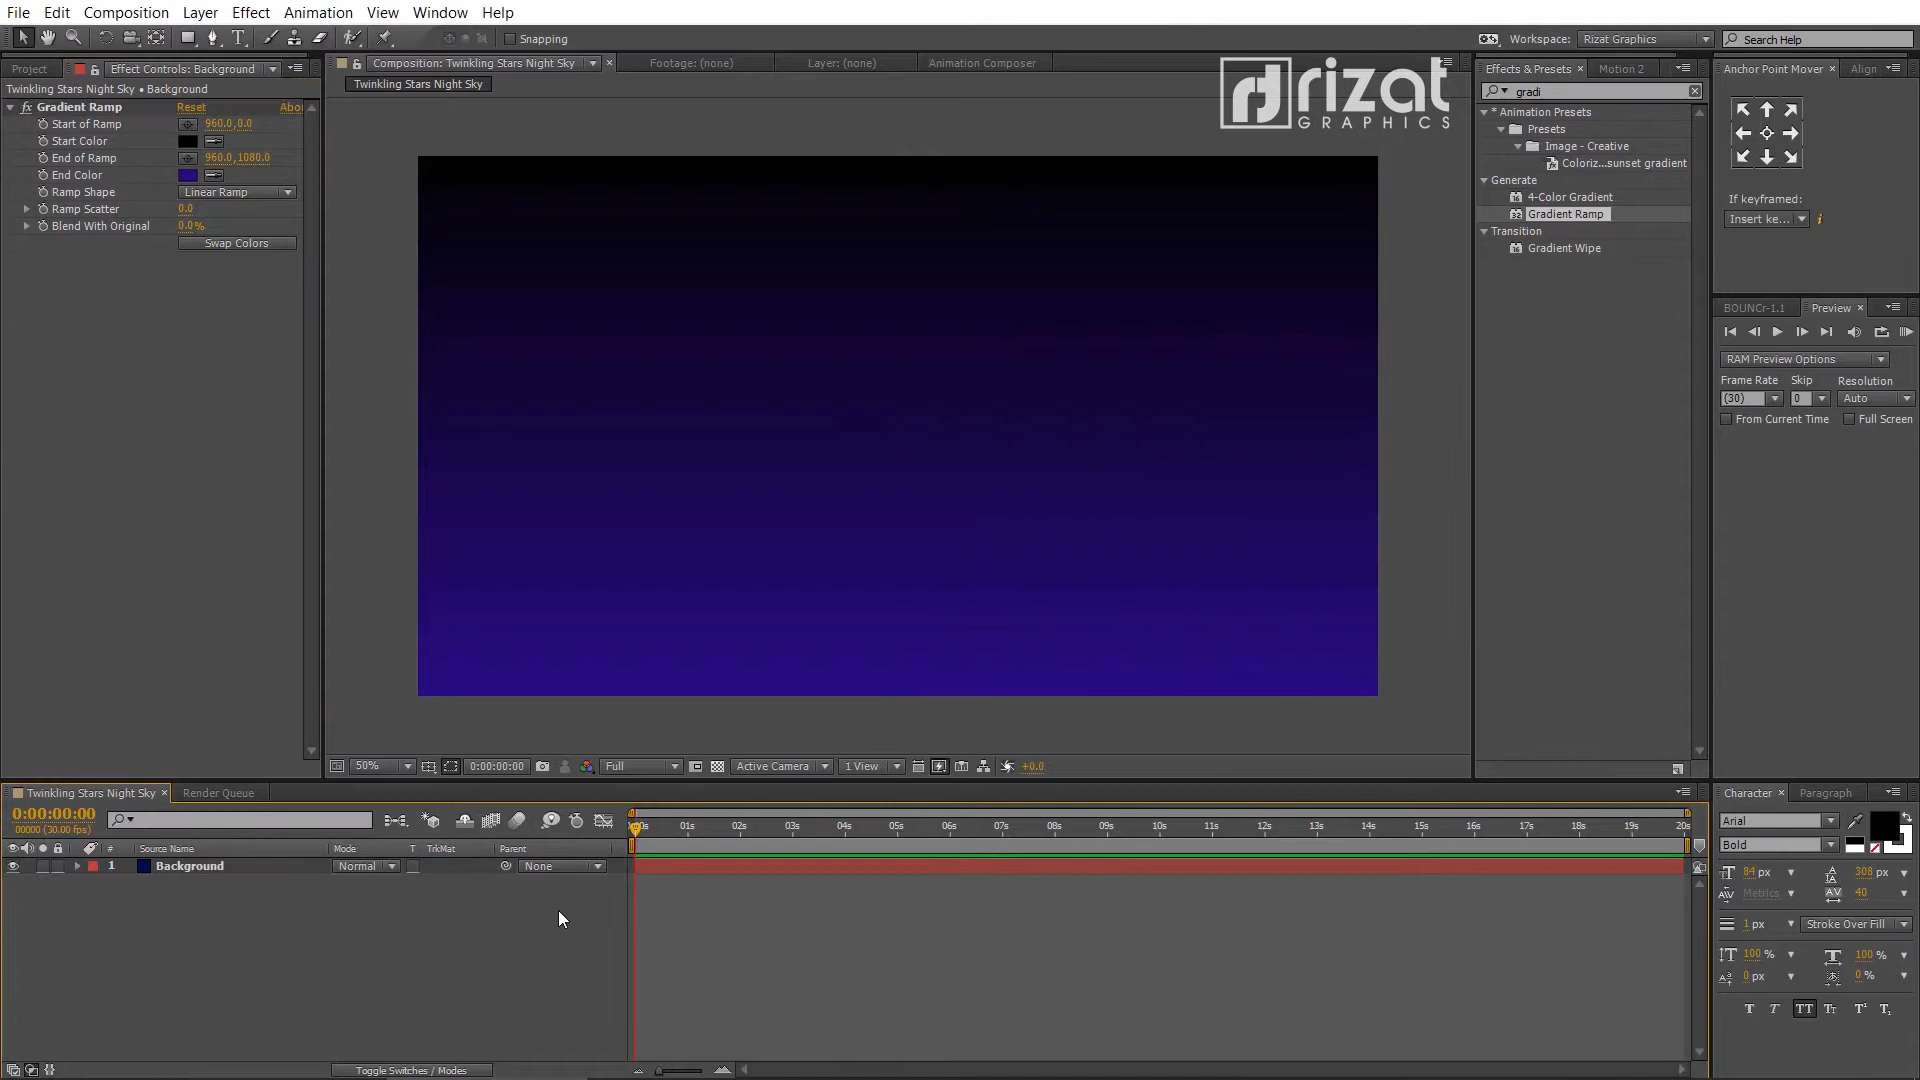 File Edit Composition Layer Effect Animation View Window Help
Snapping
Workspace: Rizat Graphics
Search Help
Project
Effect Controls: Background
Twinkling Stars Night Sky • Background
fx Gradient Ramp Reset Abo
Start of Ramp 960.0,0.0
Start Color
End of Ramp 960.0,1080.0
End Color
Ramp Shape Linear Ramp
Ramp Scatter 0.0
Blend With Original 0.0%
Swap Colors
Composition: Twinkling Stars Night Sky
Footage: (none)
Layer: (none)
Animation Composer
Twinkling Stars Night Sky
rizat
GRAPHICS
50% 0:00:00:00 Full Active Camera 1 View +0.0
Effects & Presets Motion 2
gradi
* Animation Presets
Presets
Image - Creative
Coloriz...sunset gradient
Generate
16 4-Color Gradient
32 Gradient Ramp
Transition
16 Gradient Wipe
Anchor Point Mover Align
If keyframed:
Insert ke... i
BOUNCr-1.1 Preview
RAM Preview Options
Frame Rate Skip Resolution
(30) 0 Auto
From Current Time Full Screen
Twinkling Stars Night Sky Render Queue
0:00:00:00
00000 (30.00 fps)
01s 02s 03s 04s 05s 06s 07s 08s 09s 10s 11s 12s 13s 14s 15s 16s 17s 18s 19s 20s
# Source Name Mode T TrkMat Parent
1 Background Normal None
Toggle Switches / Modes
Character Paragraph
Arial
Bold
84 px 308 px
Metrics 40
1 px Stroke Over Fill
100 % 100 %
0 px 0 %
T T TT Tt T¹ T₁